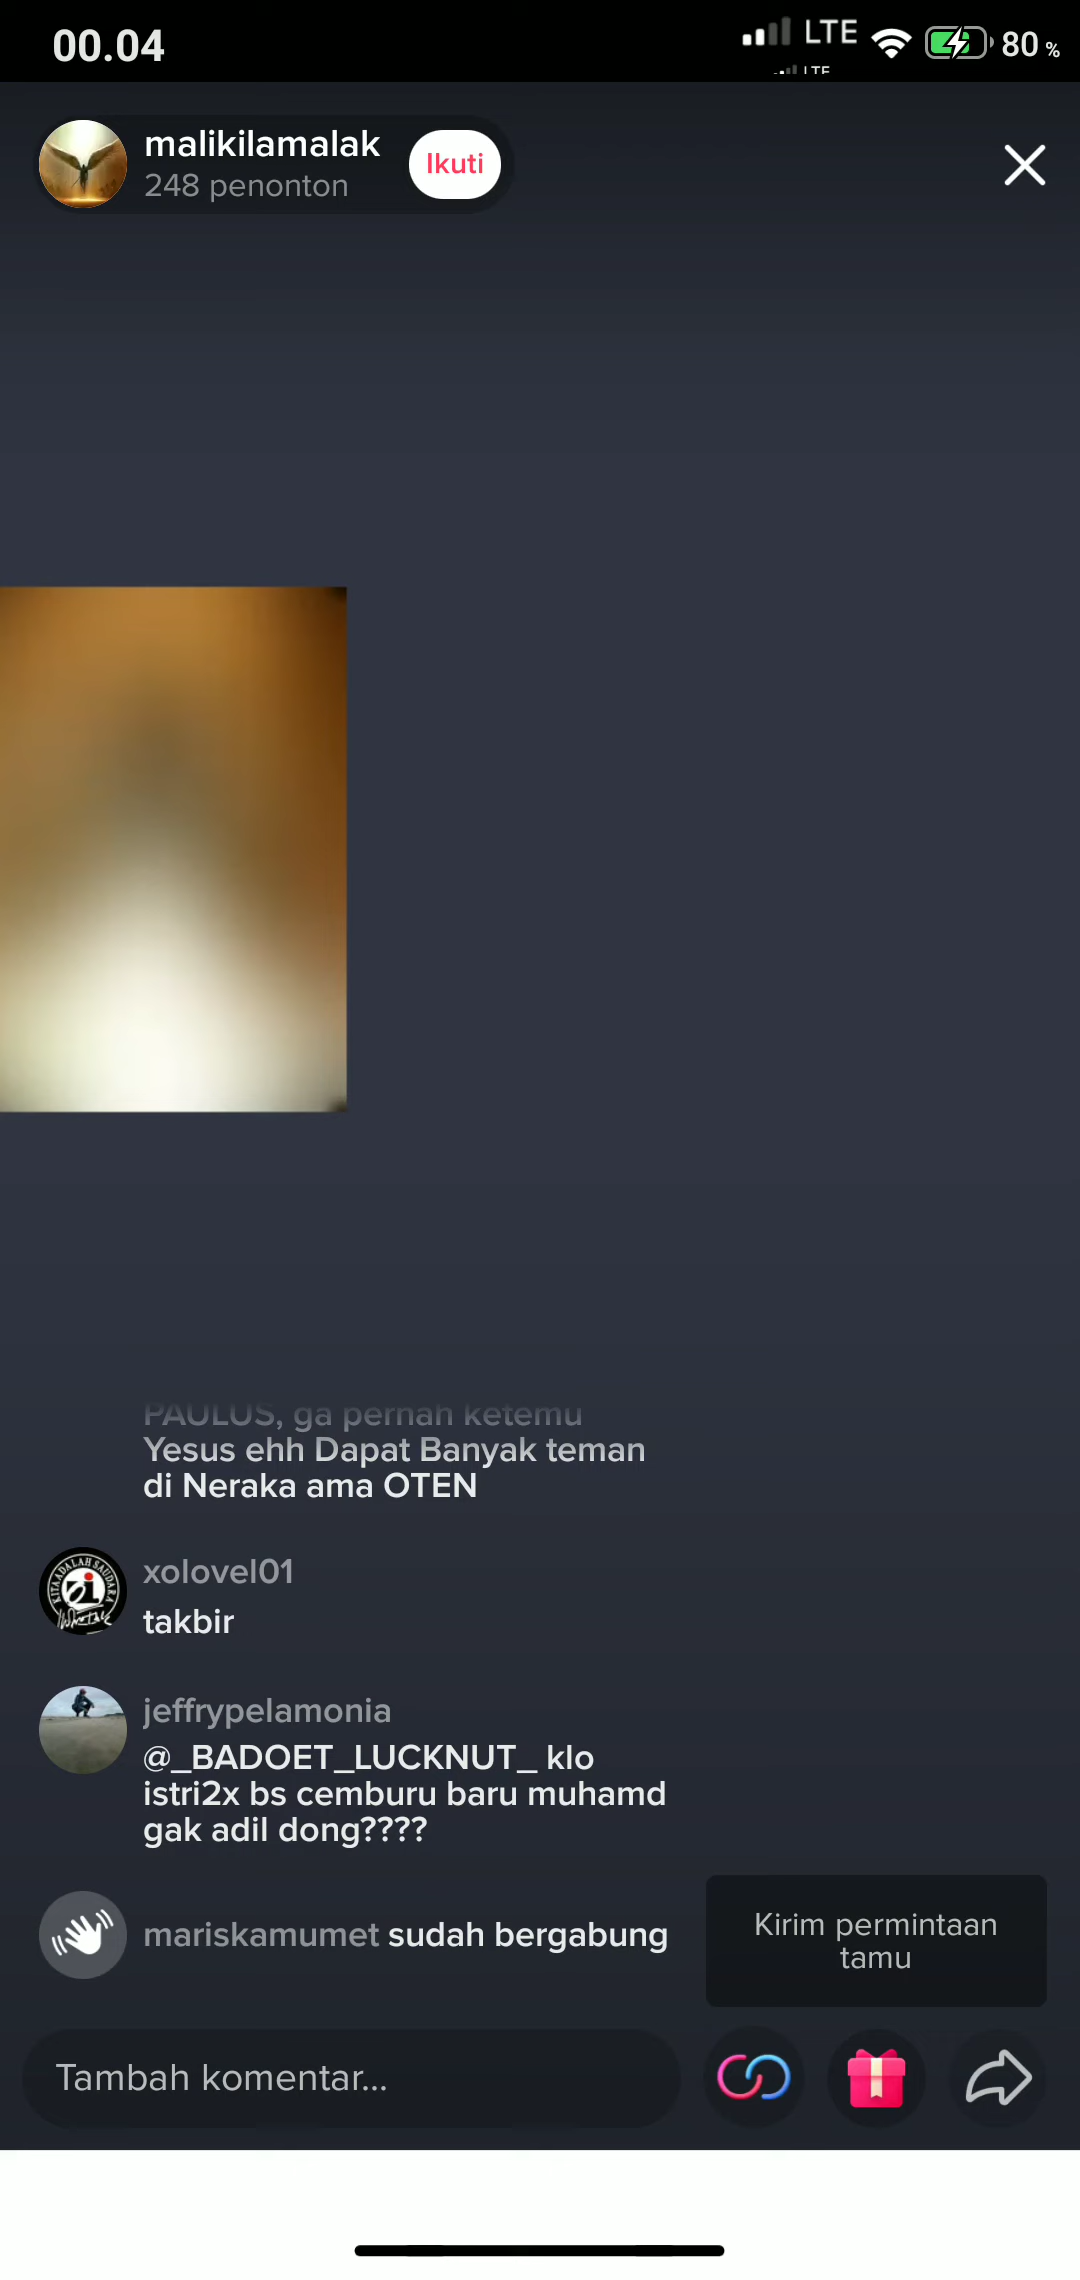 00.04
LTE
80 %
LTE
malikilamalak
248 penonton
Ikuti
PAULUS, ga pernah ketemu
Yesus ehh Dapat Banyak teman
di Neraka ama OTEN
xolovel01
takbir
jeffrypelamonia
@_BADOET_LUCKNUT_ klo
istri2x bs cemburu baru muhamd
gak adil dong????
mariskamumet sudah bergabung
Kirim permintaan
tamu
Tambah komentar...